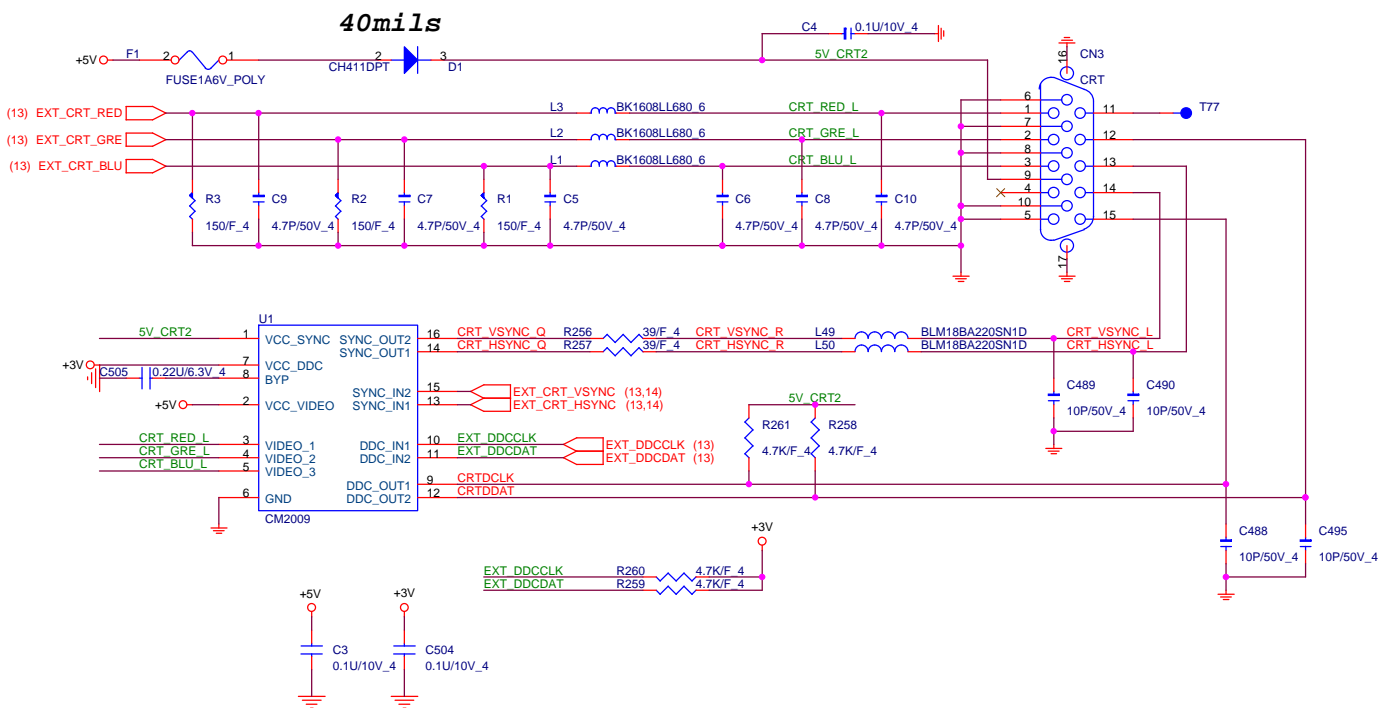 40mils
C4 0.1U/10V_4
+5V F1 2 1 2 3 5V_CRT2 CN3
FUSE1A6V_POLY CH411DPT D1 16 CRT
(13) EXT_CRT_RED L3 BK1608LL680_6 CRT_RED_L 6 1 11 T77
(13) EXT_CRT_GRE L2 BK1608LL680_6 CRT_GRE_L 7 2 12
(13) EXT_CRT_BLU L1 BK1608LL680_6 CRT_BLU_L 8 3 13
9 4 14
R3 C9 R2 C7 R1 C5 C6 C8 C10 10 5 15
150/F_4 4.7P/50V_4 150/F_4 4.7P/50V_4 150/F_4 4.7P/50V_4 4.7P/50V_4 4.7P/50V_4 4.7P/50V_4
17
U1
5V_CRT2 1 VCC_SYNC SYNC_OUT2 16 CRT_VSYNC_Q R256 39/F_4 CRT_VSYNC_R L49 BLM18BA220SN1D CRT_VSYNC_L
SYNC_OUT1 14 CRT_HSYNC_Q R257 39/F_4 CRT_HSYNC_R L50 BLM18BA220SN1D CRT_HSYNC_L
+3V 7 VCC_DDC
C505 0.22U/6.3V_4 8 BYP
SYNC_IN2 15 EXT_CRT_VSYNC (13,14)
+5V 2 VCC_VIDEO SYNC_IN1 13 EXT_CRT_HSYNC (13,14)
5V_CRT2
C489 C490
10P/50V_4 10P/50V_4
R261 R258
4.7K/F_4 4.7K/F_4
CRT_RED_L 3 VIDEO_1 DDC_IN1 10 EXT_DDCCLK EXT_DDCCLK (13)
CRT_GRE_L 4 VIDEO_2 DDC_IN2 11 EXT_DDCDAT EXT_DDCDAT (13)
CRT_BLU_L 5 VIDEO_3
DDC_OUT1 9 CRTDCLK
6 GND DDC_OUT2 12 CRTDDAT
CM2009
C488 C495
10P/50V_4 10P/50V_4
+3V
EXT_DDCCLK R260 4.7K/F_4
EXT_DDCDAT R259 4.7K/F_4
+5V +3V
C3 C504
0.1U/10V_4 0.1U/10V_4